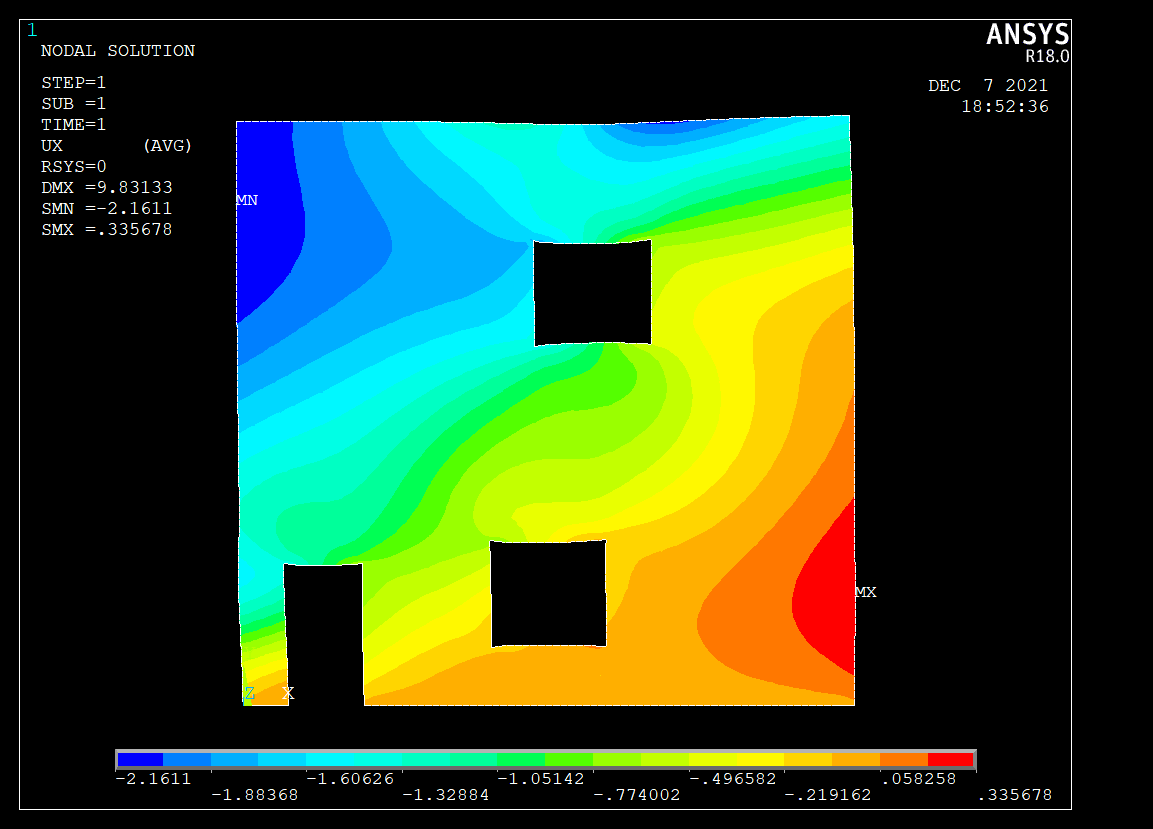 1
NODAL SOLUTION
STEP=1
SUB =1
TIME=1
UX (AVG)
RSYS=0
DMX =9.83133
SMN =-2.1611
SMX =.335678
ANSYS
R18.0
DEC 7 2021
18:52:36
MN
MX
Z X
-2.1611 -1.60626 -1.05142 -.496582 .058258
-1.88368 -1.32884 -.774002 -.219162 .335678